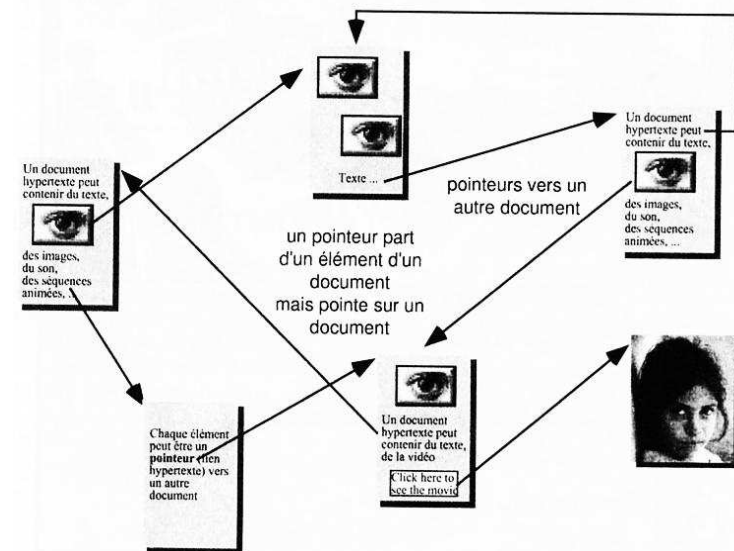 Texte ...
Un document
hypertexte peut
contenir du texte,
des images,
du son,
des séquences
animées, ...
pointeurs vers un
autre document
Un document
hypertexte peut
contenir du texte,
des images,
du son,
des séquences
animées, ...
un pointeur part
d'un élément d'un
document
mais pointe sur un
document
Chaque élément
peut être un
pointeur (lien
hypertexte) vers
un autre
document
Un document
hypertexte peut
contenir du texte,
de la vidéo
Click here to
see the movie